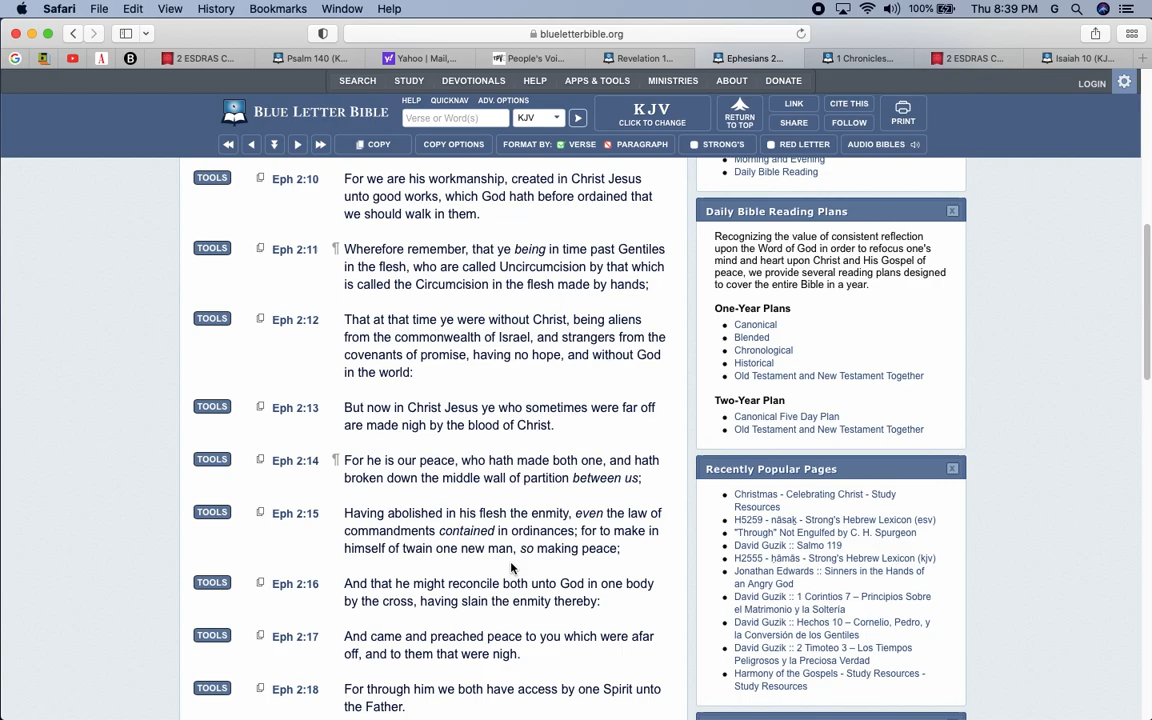 Safari File Edit View History Bookmarks Window Help 100% Thu 8:39 PM G
blueletterbible.org
2 ESDRAS C... Psalm 140 (K... Yahoo | Mail,... People's Voi... Revelation 1... Ephesians 2... 1 Chronicles... 2 ESDRAS C... Isaiah 10 (KJ...
SEARCH STUDY DEVOTIONALS HELP APPS & TOOLS MINISTRIES ABOUT DONATE LOGIN
BLUE LETTER BIBLE
HELP QUICKNAV ADV. OPTIONS
Verse or Word(s) KJV
KJV
CLICK TO CHANGE
RETURN
TO TOP
LINK CITE THIS
SHARE FOLLOW
PRINT
COPY COPY OPTIONS FORMAT BY: VERSE PARAGRAPH STRONG'S RED LETTER AUDIO BIBLES
TOOLS Eph 2:10 For we are his workmanship, created in Christ Jesus
unto good works, which God hath before ordained that
we should walk in them.
TOOLS Eph 2:11 ¶ Wherefore remember, that ye being in time past Gentiles
in the flesh, who are called Uncircumcision by that which
is called the Circumcision in the flesh made by hands;
TOOLS Eph 2:12 That at that time ye were without Christ, being aliens
from the commonwealth of Israel, and strangers from the
covenants of promise, having no hope, and without God
in the world:
TOOLS Eph 2:13 But now in Christ Jesus ye who sometimes were far off
are made nigh by the blood of Christ.
TOOLS Eph 2:14 ¶ For he is our peace, who hath made both one, and hath
broken down the middle wall of partition between us;
TOOLS Eph 2:15 Having abolished in his flesh the enmity, even the law of
commandments contained in ordinances; for to make in
himself of twain one new man, so making peace;
TOOLS Eph 2:16 And that he might reconcile both unto God in one body
by the cross, having slain the enmity thereby:
TOOLS Eph 2:17 And came and preached peace to you which were afar
off, and to them that were nigh.
TOOLS Eph 2:18 For through him we both have access by one Spirit unto
the Father.
Morning and Evening
Daily Bible Reading
Daily Bible Reading Plans
Recognizing the value of consistent reflection
upon the Word of God in order to refocus one's
mind and heart upon Christ and His Gospel of
peace, we provide several reading plans designed
to cover the entire Bible in a year.
One-Year Plans
Canonical
Blended
Chronological
Historical
Old Testament and New Testament Together
Two-Year Plan
Canonical Five Day Plan
Old Testament and New Testament Together
Recently Popular Pages
Christmas - Celebrating Christ - Study
Resources
H5259 - nāsaḵ - Strong's Hebrew Lexicon (esv)
"Through" Not Engulfed by C. H. Spurgeon
David Guzik :: Salmo 119
H2555 - ḥāmās - Strong's Hebrew Lexicon (kjv)
Jonathan Edwards :: Sinners in the Hands of
an Angry God
David Guzik :: 1 Corintios 7 – Principios Sobre
el Matrimonio y la Soltería
David Guzik :: Hechos 10 – Cornelio, Pedro, y
la Conversión de los Gentiles
David Guzik :: 2 Timoteo 3 – Los Tiempos
Peligrosos y la Preciosa Verdad
Harmony of the Gospels - Study Resources -
Study Resources